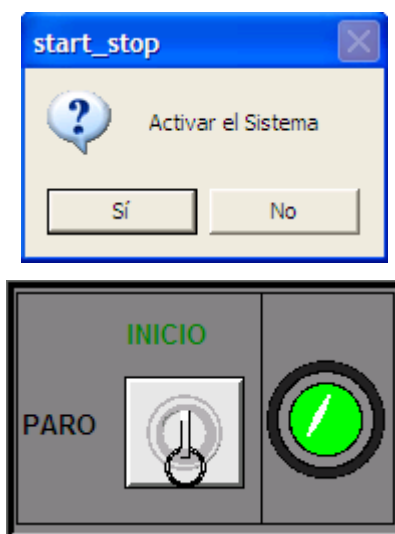 start_stop
Activar el Sistema
Sí
No
INICIO
PARO